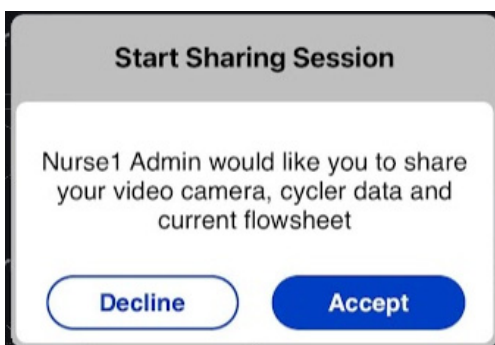 Start Sharing Session
Nurse1 Admin would like you to share
your video camera, cycler data and
current flowsheet
Decline
Accept